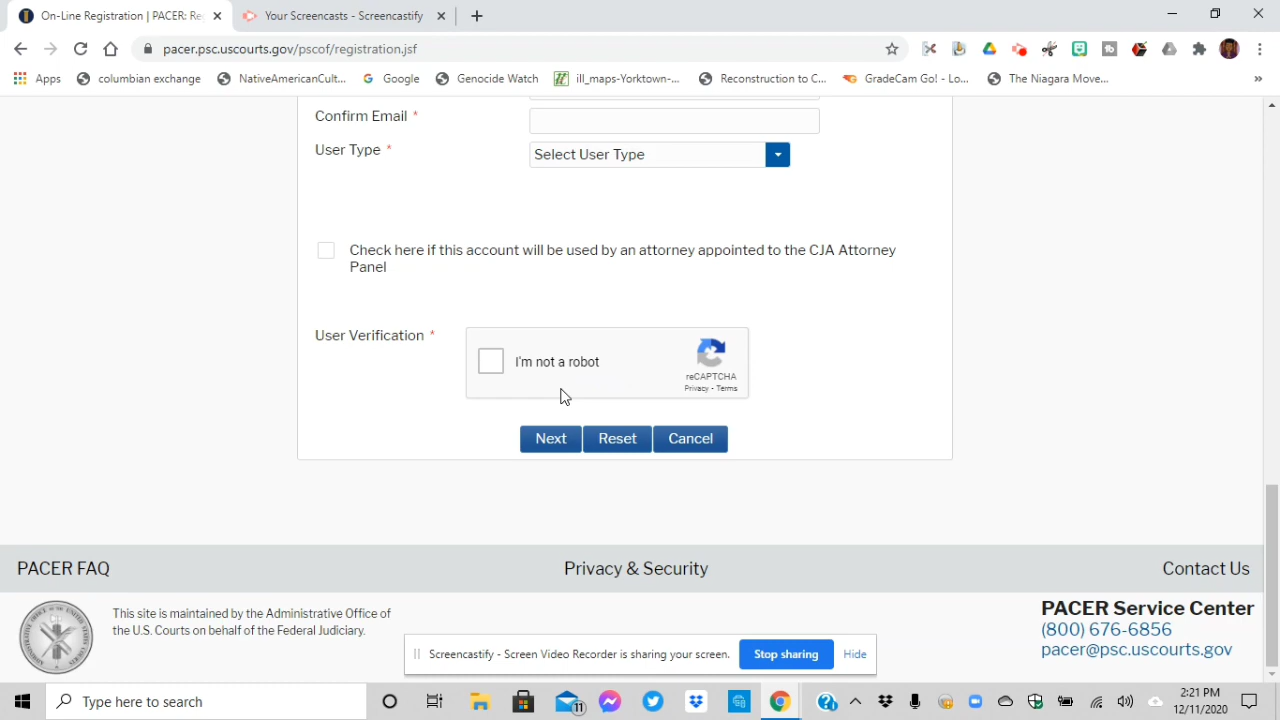 On-Line Registration | PACER: Re
Your Screencasts - Screencastify
pacer.psc.uscourts.gov/pscof/registration.jsf
Apps
columbian exchange
NativeAmericanCult...
Google
Genocide Watch
ill_maps-Yorktown-...
Reconstruction to C...
GradeCam Go! - Lo...
The Niagara Move...
Confirm Email *
User Type *
Select User Type
Check here if this account will be used by an attorney appointed to the CJA Attorney
Panel
User Verification *
I'm not a robot
reCAPTCHA
Privacy - Terms
Next
Reset
Cancel
PACER FAQ
Privacy & Security
Contact Us
This site is maintained by the Administrative Office of
the U.S. Courts on behalf of the Federal Judiciary.
PACER Service Center
(800) 676-6856
pacer@psc.uscourts.gov
Screencastify - Screen Video Recorder is sharing your screen.
Stop sharing
Hide
Type here to search
11
2:21 PM
12/11/2020